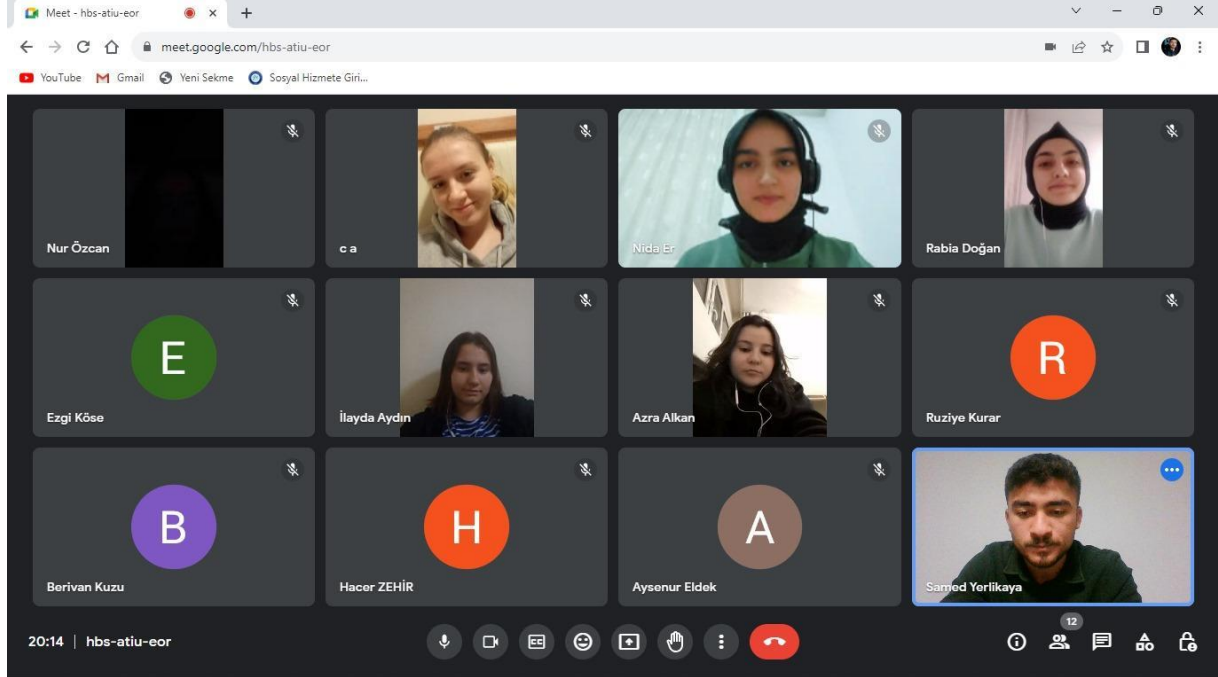 Meet - hbs-atiu-eor
meet.google.com/hbs-atiu-eor
YouTube Gmail Yeni Sekme Sosyal Hizmete Giri...
Nur Özcan
c a
Nida Er
Rabia Doğan
E
Ezgi Köse
İlayda Aydın
Azra Alkan
R
Ruziye Kurar
B
Berivan Kuzu
H
Hacer ZEHİR
A
Aysenur Eldek
Samed Yerlikaya
20:14 | hbs-atiu-eor
CC
12